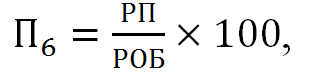 П₆ = РП/РОБ × 100,